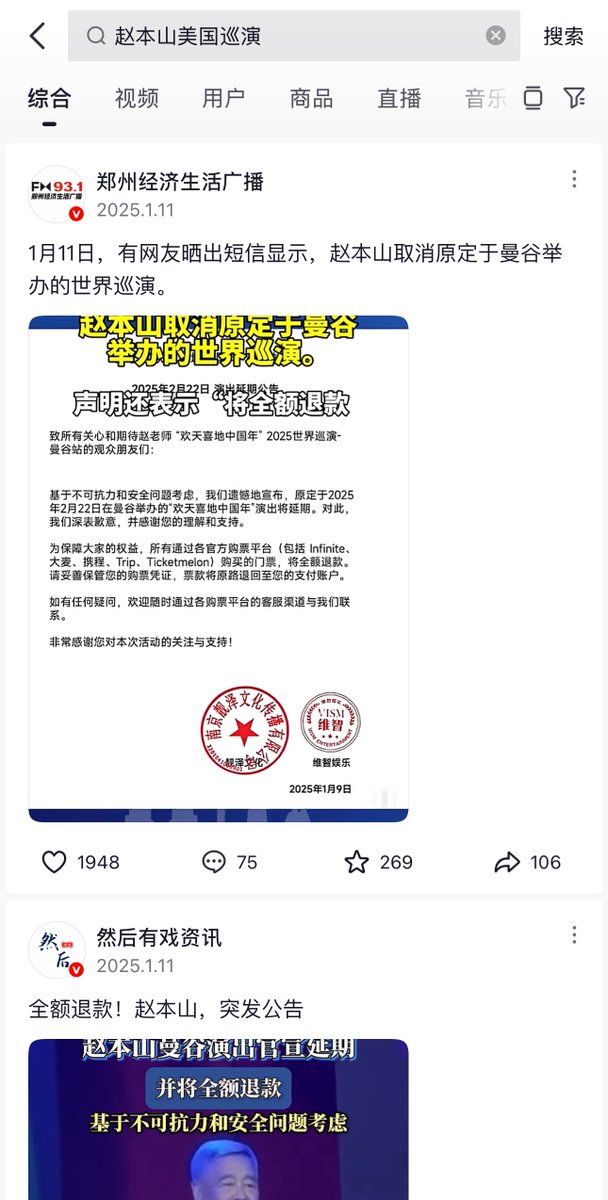 赵本山美国巡演
搜索
综合
视频
用户
商品
直播
音乐
FM93.1
郑州经济生活广播
郑州经济生活广播
2025.1.11
1月11日，有网友晒出短信显示，赵本山取消原定于曼谷举
办的世界巡演。
赵本山取消原定于曼谷
举办的世界巡演。
2025年2月22日 演出延期公告
声明还表示“将全额退款
致所有关心和期待赵老师 “欢天喜地中国年” 2025世界巡演-
曼谷站的观众朋友们：
基于不可抗力和安全问题考虑，我们遗憾地宣布，原定于2025
年2月22日在曼谷举办的“欢天喜地中国年”演出将延期。对此，
我们深表歉意，并感谢您的理解和支持。
为保障大家的权益，所有通过各官方购票平台（包括 Infinite、
大麦、携程、Trip、Ticketmelon）购买的门票，将全额退款。
请妥善保管您的购票凭证，票款将原路退回至您的支付账户。
如有任何疑问，欢迎随时通过各购票平台的客服渠道与我们联
系。
非常感谢您对本次活动的关注与支持！
南京靓泽文化传播有限公司
靓泽文化
VISM
维智
VISM ENTERTAINMENT
维智娱乐
2025年1月9日
1948
75
269
106
然后
然后有戏资讯
2025.1.11
全额退款！赵本山，突发公告
赵本山曼谷演出官宣延期
并将全额退款
基于不可抗力和安全问题考虑